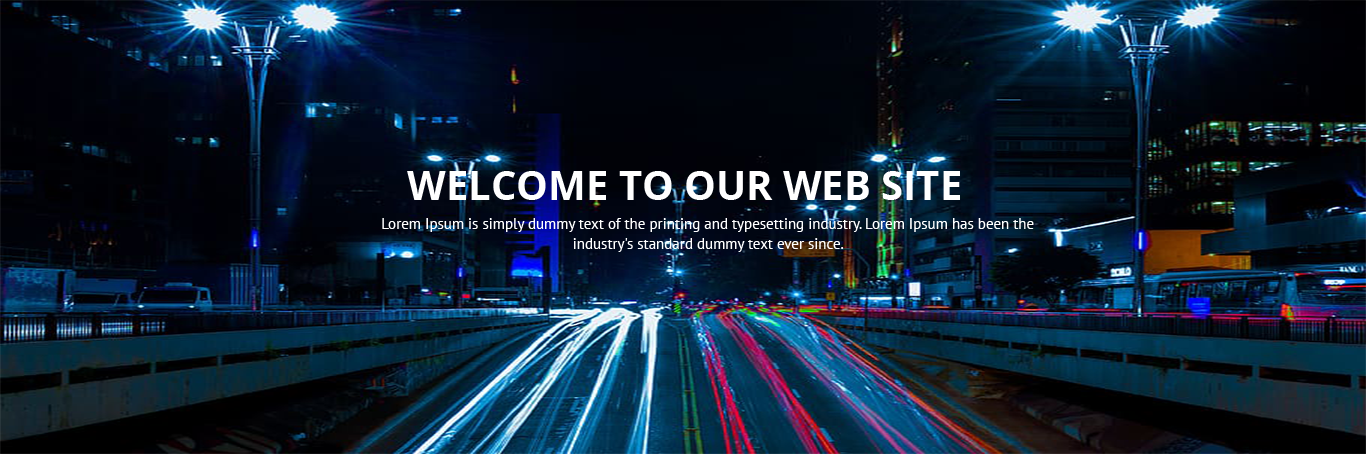 WELCOME TO OUR WEB SITE
Lorem Ipsum is simply dummy text of the printing and typesetting industry. Lorem Ipsum has been the
industry's standard dummy text ever since.